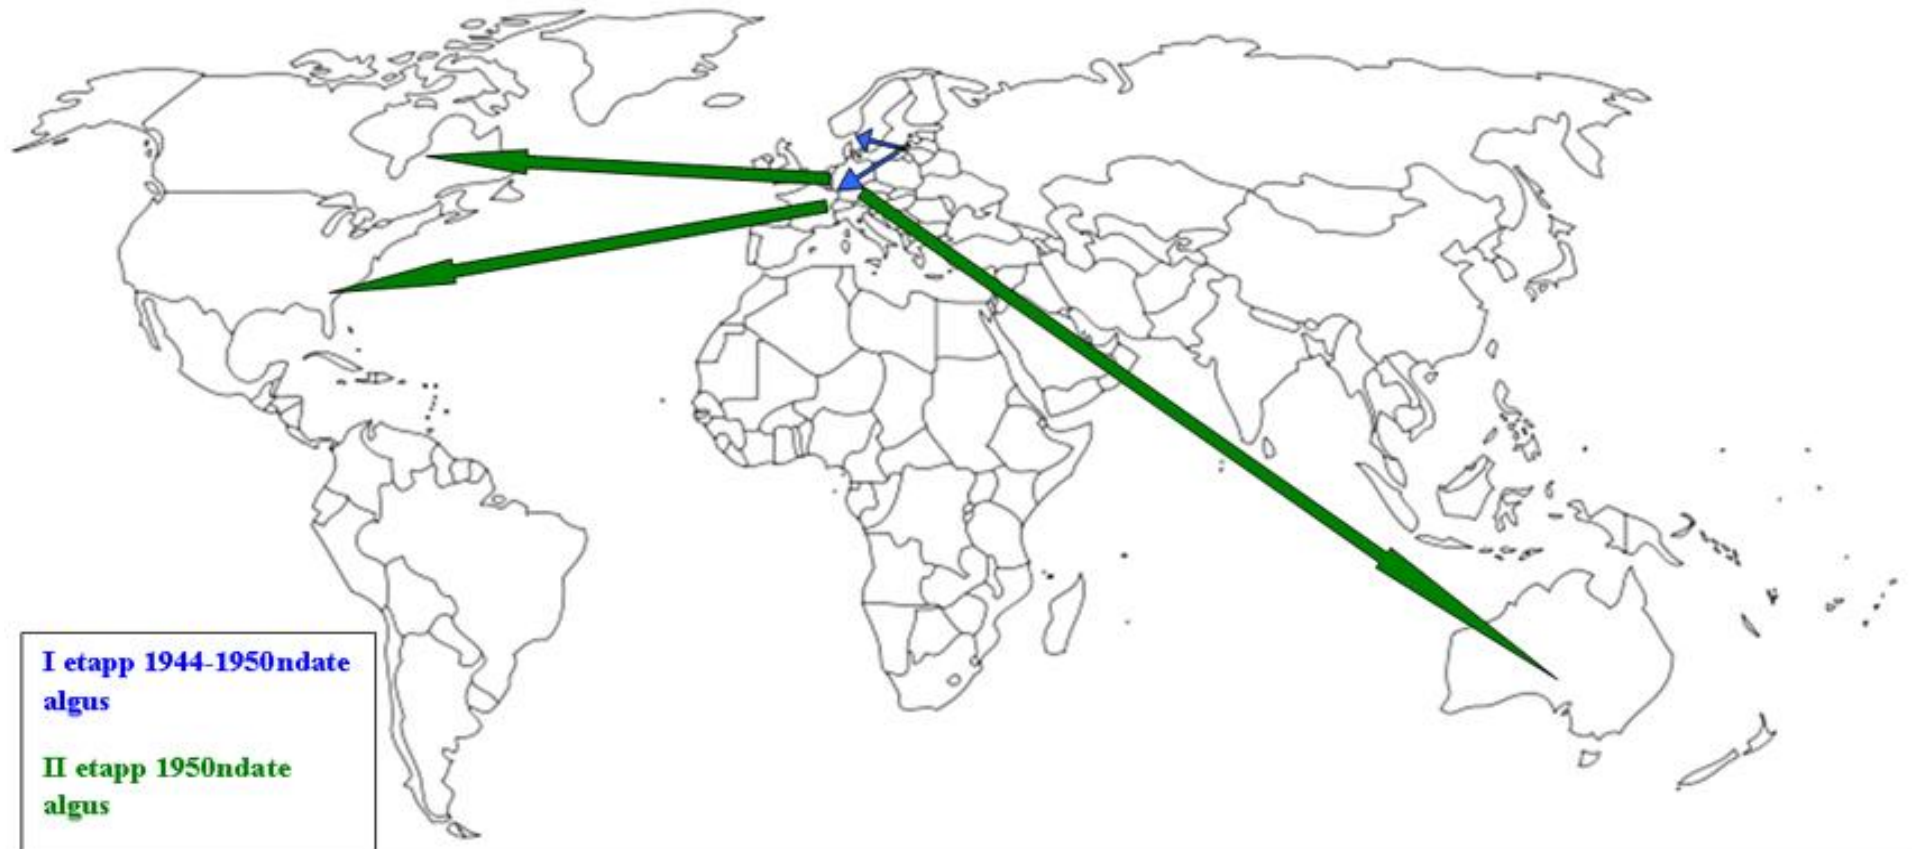 I etapp 1944-1950ndate
algus
II etapp 1950ndate
algus